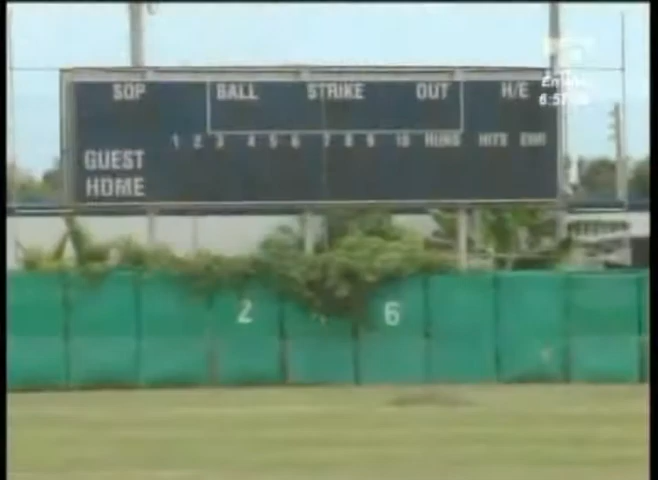 SOP BALL STRIKE OUT H/E
1 2 3 4 5 6 7 8 9 10 RUNS HITS ERR
GUEST
HOME
2 6